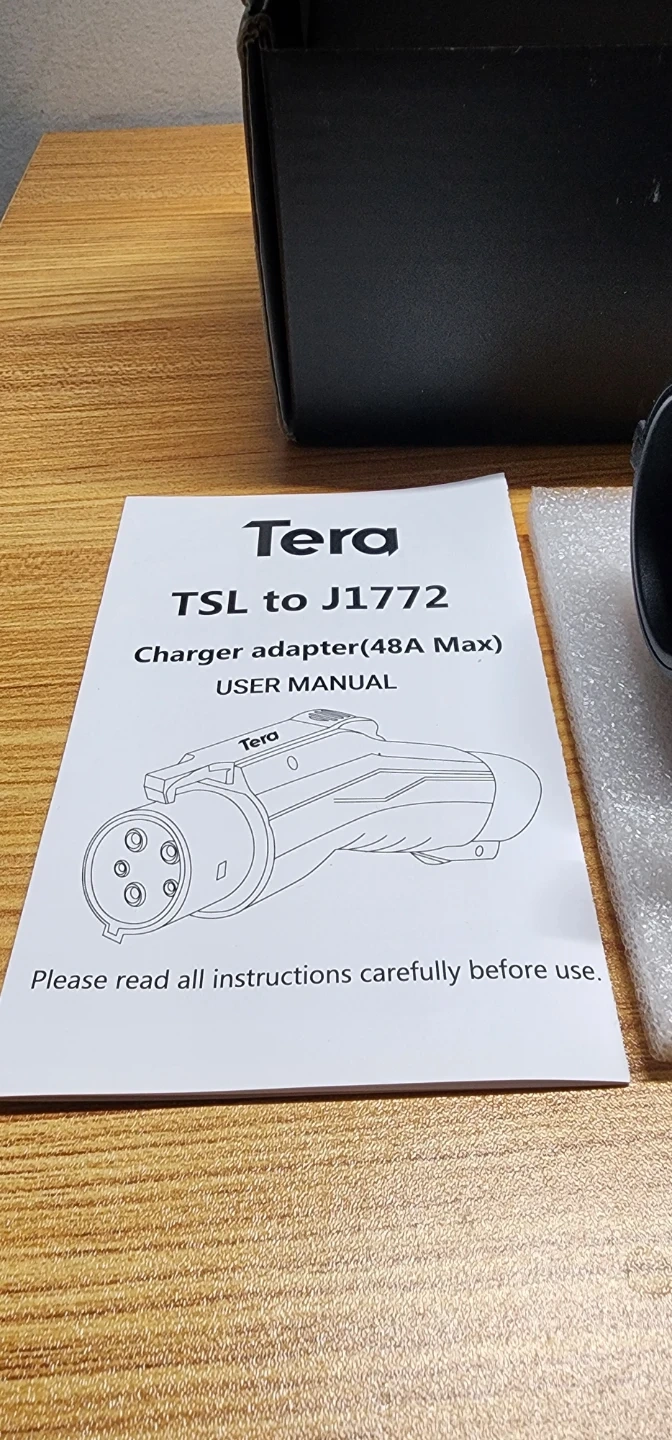 Tera
TSL to J1772
Charger adapter(48A Max)
USER MANUAL
Tera
Please read all instructions carefully before use.